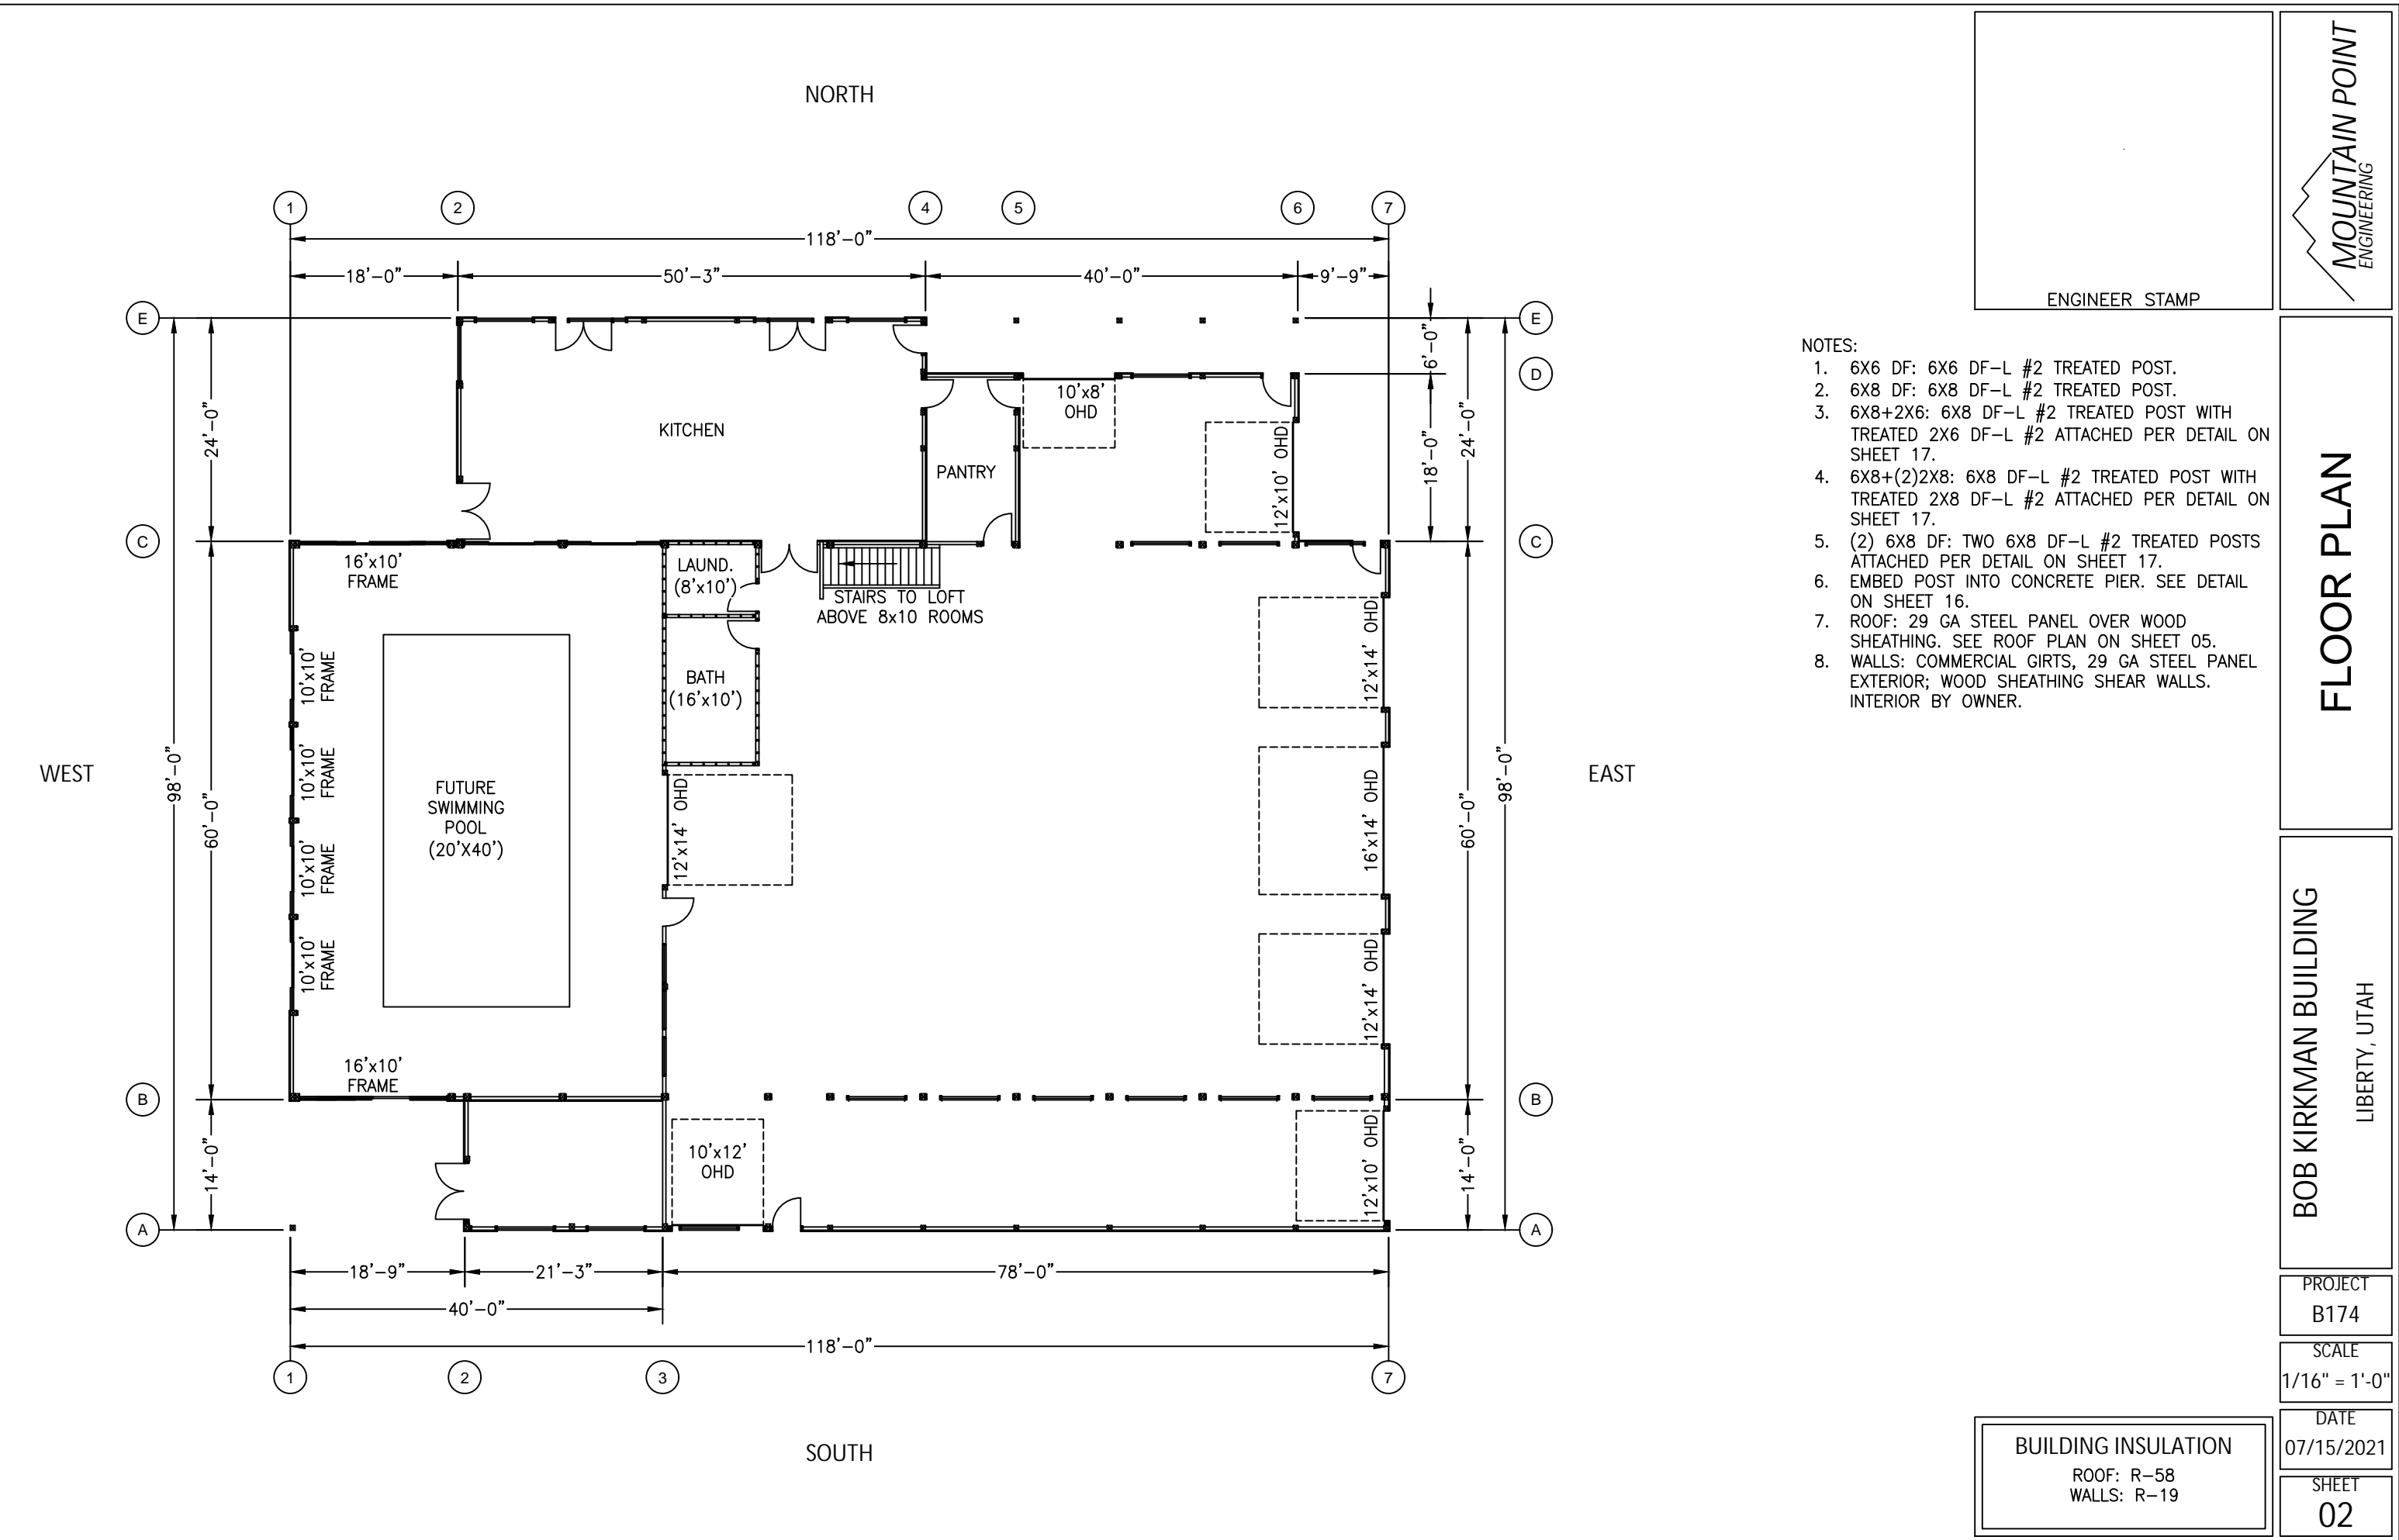 NORTH
1
2
4
5
6
7
118'-0"
18'-0"
50'-3"
40'-0"
9'-9"
E
E
6'-0"
D
24'-0"
24'-0"
18'-0"
10'x8'
OHD
KITCHEN
12'x10' OHD
PANTRY
C
C
16'x10'
FRAME
LAUND.
(8'x10')
STAIRS TO LOFT
ABOVE 8x10 ROOMS
12'x14' OHD
10'x10'
FRAME
BATH
(16'x10')
WEST
98'-0"
60'-0"
10'x10'
FRAME
FUTURE
SWIMMING
POOL
(20'X40')
12'x14' OHD
16'x14' OHD
60'-0"
98'-0"
EAST
10'x10'
FRAME
10'x10'
FRAME
12'x14' OHD
16'x10'
FRAME
B
B
14'-0"
10'x12'
OHD
12'x10' OHD
14'-0"
A
A
18'-9"
21'-3"
78'-0"
40'-0"
118'-0"
1
2
3
7
SOUTH
ENGINEER STAMP
NOTES:
1. 6X6 DF: 6X6 DF-L #2 TREATED POST.
2. 6X8 DF: 6X8 DF-L #2 TREATED POST.
3. 6X8+2X6: 6X8 DF-L #2 TREATED POST WITH
TREATED 2X6 DF-L #2 ATTACHED PER DETAIL ON
SHEET 17.
4. 6X8+(2)2X8: 6X8 DF-L #2 TREATED POST WITH
TREATED 2X8 DF-L #2 ATTACHED PER DETAIL ON
SHEET 17.
5. (2) 6X8 DF: TWO 6X8 DF-L #2 TREATED POSTS
ATTACHED PER DETAIL ON SHEET 17.
6. EMBED POST INTO CONCRETE PIER. SEE DETAIL
ON SHEET 16.
7. ROOF: 29 GA STEEL PANEL OVER WOOD
SHEATHING. SEE ROOF PLAN ON SHEET 05.
8. WALLS: COMMERCIAL GIRTS, 29 GA STEEL PANEL
EXTERIOR; WOOD SHEATHING SHEAR WALLS.
INTERIOR BY OWNER.
MOUNTAIN POINT
ENGINEERING
FLOOR PLAN
BOB KIRKMAN BUILDING
LIBERTY, UTAH
PROJECT
B174
SCALE
1/16" = 1'-0"
DATE
07/15/2021
SHEET
02
BUILDING INSULATION
ROOF: R-58
WALLS: R-19